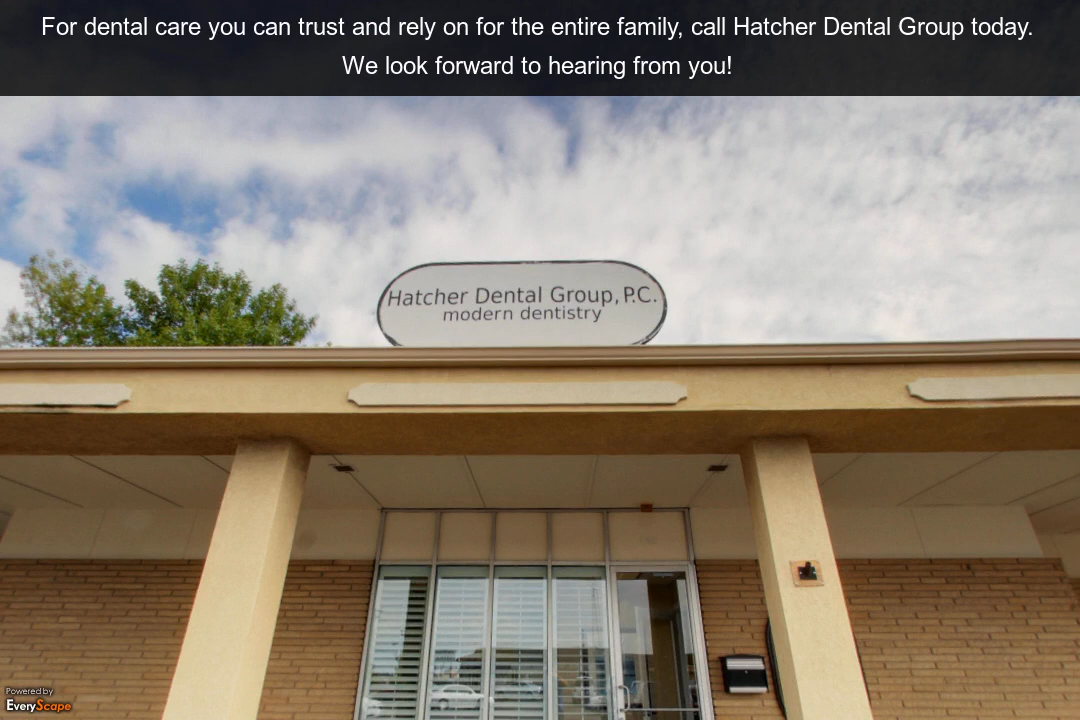 For dental care you can trust and rely on for the entire family, call Hatcher Dental Group today.
We look forward to hearing from you!
Hatcher Dental Group, P.C.
modern dentistry
Powered by
EveryScape